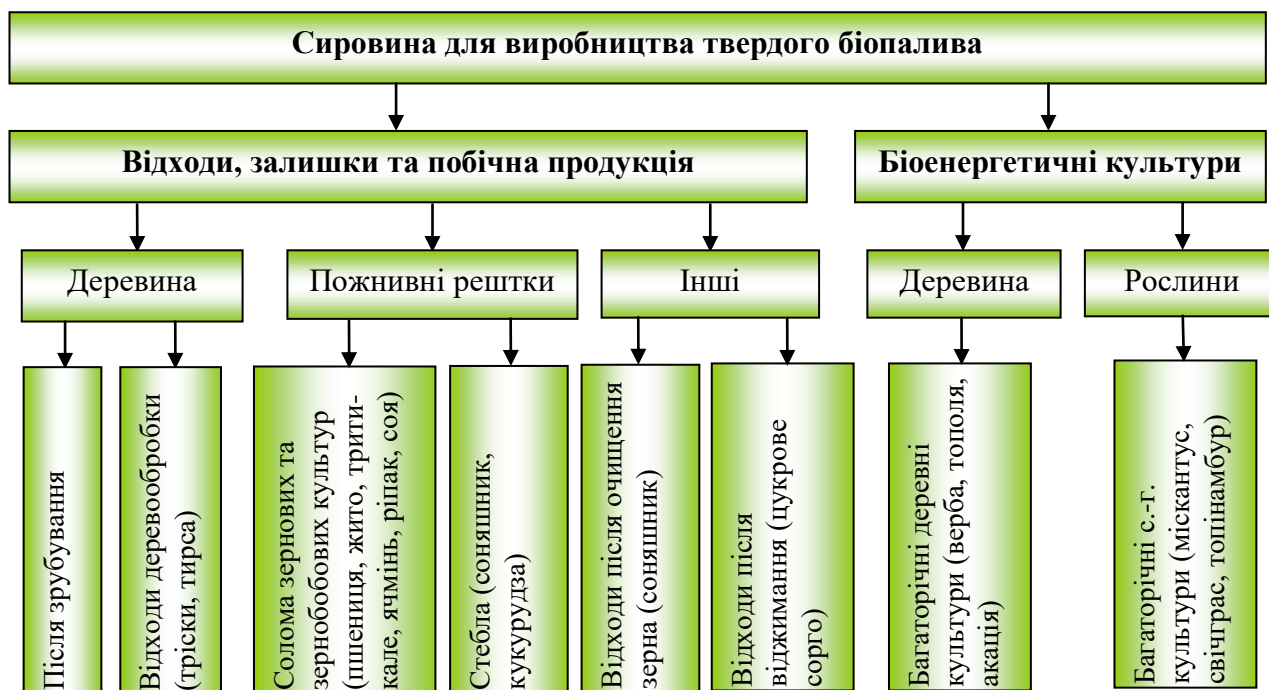 Сировина для виробництва твердого біопалива
Відходи, залишки та побічна продукція
Біоенергетичні культури
Деревина
Пожнивні рештки
Інші
Деревина
Рослини
Після зрубування
Відходи деревообробки
(тріски, тирса)
Солома зернових та
зернобобових культур
(пшениця, жито, трити-
кале, ячмінь, ріпак, соя)
Стебла (соняшник,
кукурудза)
Відходи після очищення
зерна (соняшник)
Відходи після
віджимання (цукрове
сорго)
Багаторічні деревні
культури (верба, тополя,
акація)
Багаторічні с.-г.
культури (міскантус,
свічграс, топінамбур)